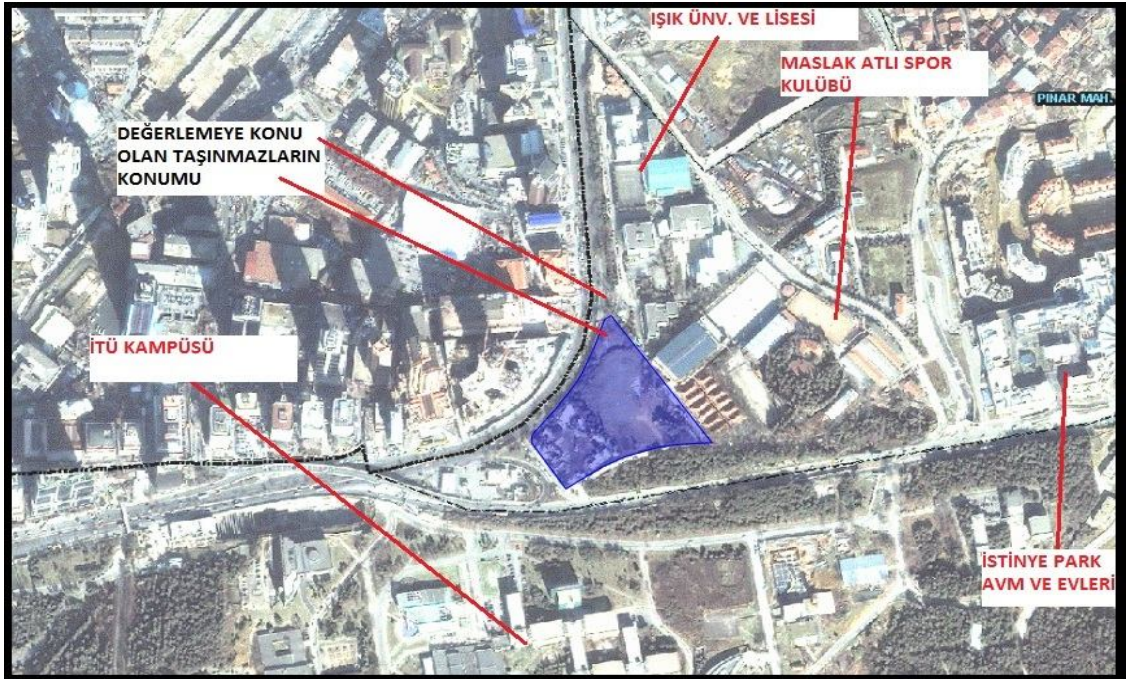 IŞIK ÜNV. VE LİSESİ
MASLAK ATLI SPOR
KULÜBÜ
PINAR MAH.
DEĞERLEMEYE KONU
OLAN TAŞINMAZLARIN
KONUMU
İTÜ KAMPÜSÜ
İSTİNYE PARK
AVM VE EVLERİ